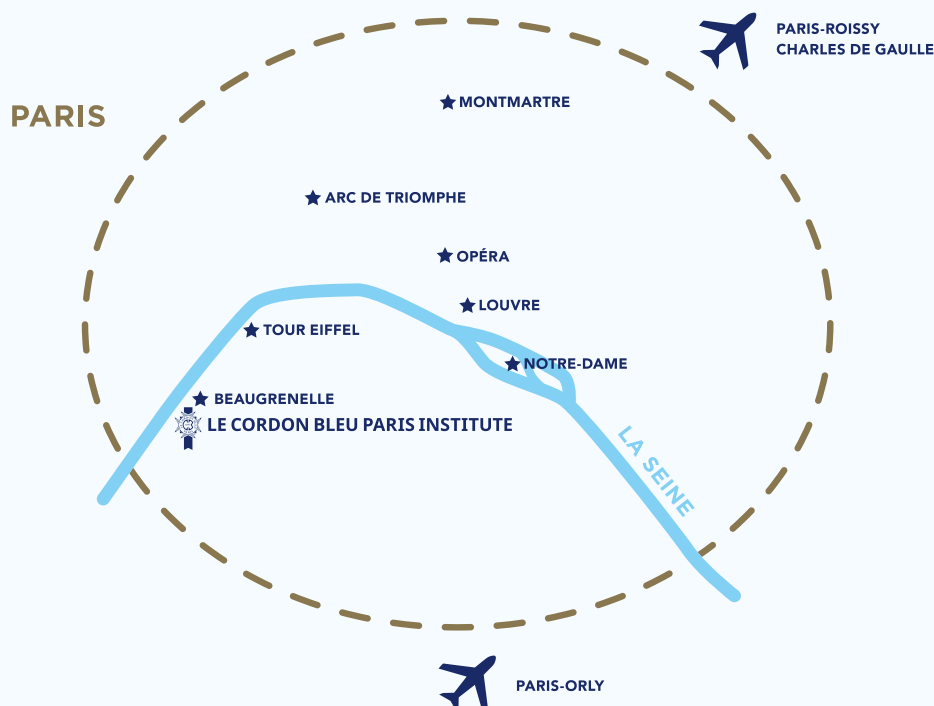 PARIS-ROISSY
CHARLES DE GAULLE
PARIS
MONTMARTRE
ARC DE TRIOMPHE
OPÉRA
LOUVRE
TOUR EIFFEL
NOTRE-DAME
BEAUGRENELLE
LE CORDON BLEU PARIS INSTITUTE
LA SEINE
PARIS-ORLY